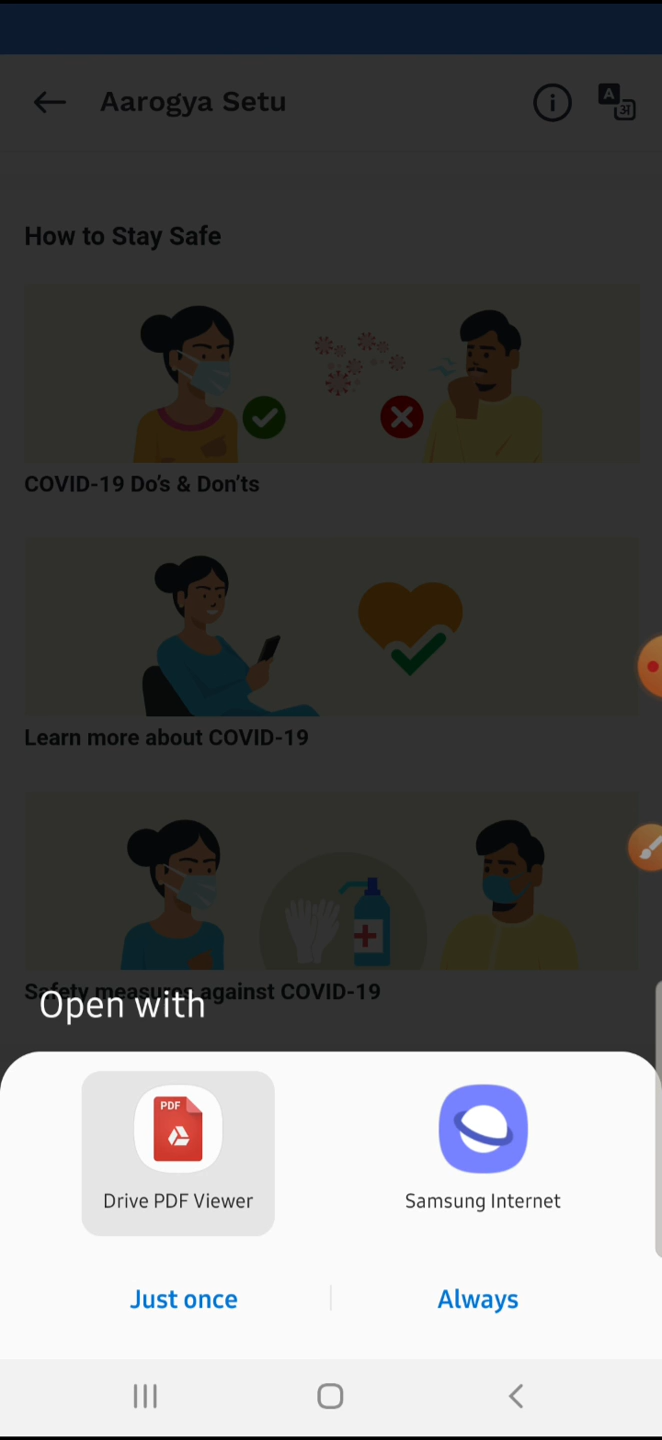 Aarogya Setu
i
A
अ
How to Stay Safe
COVID-19 Do's & Don'ts
Learn more about COVID-19
Safety measures against COVID-19
Open with
PDF
Drive PDF Viewer
Samsung Internet
Just once
Always